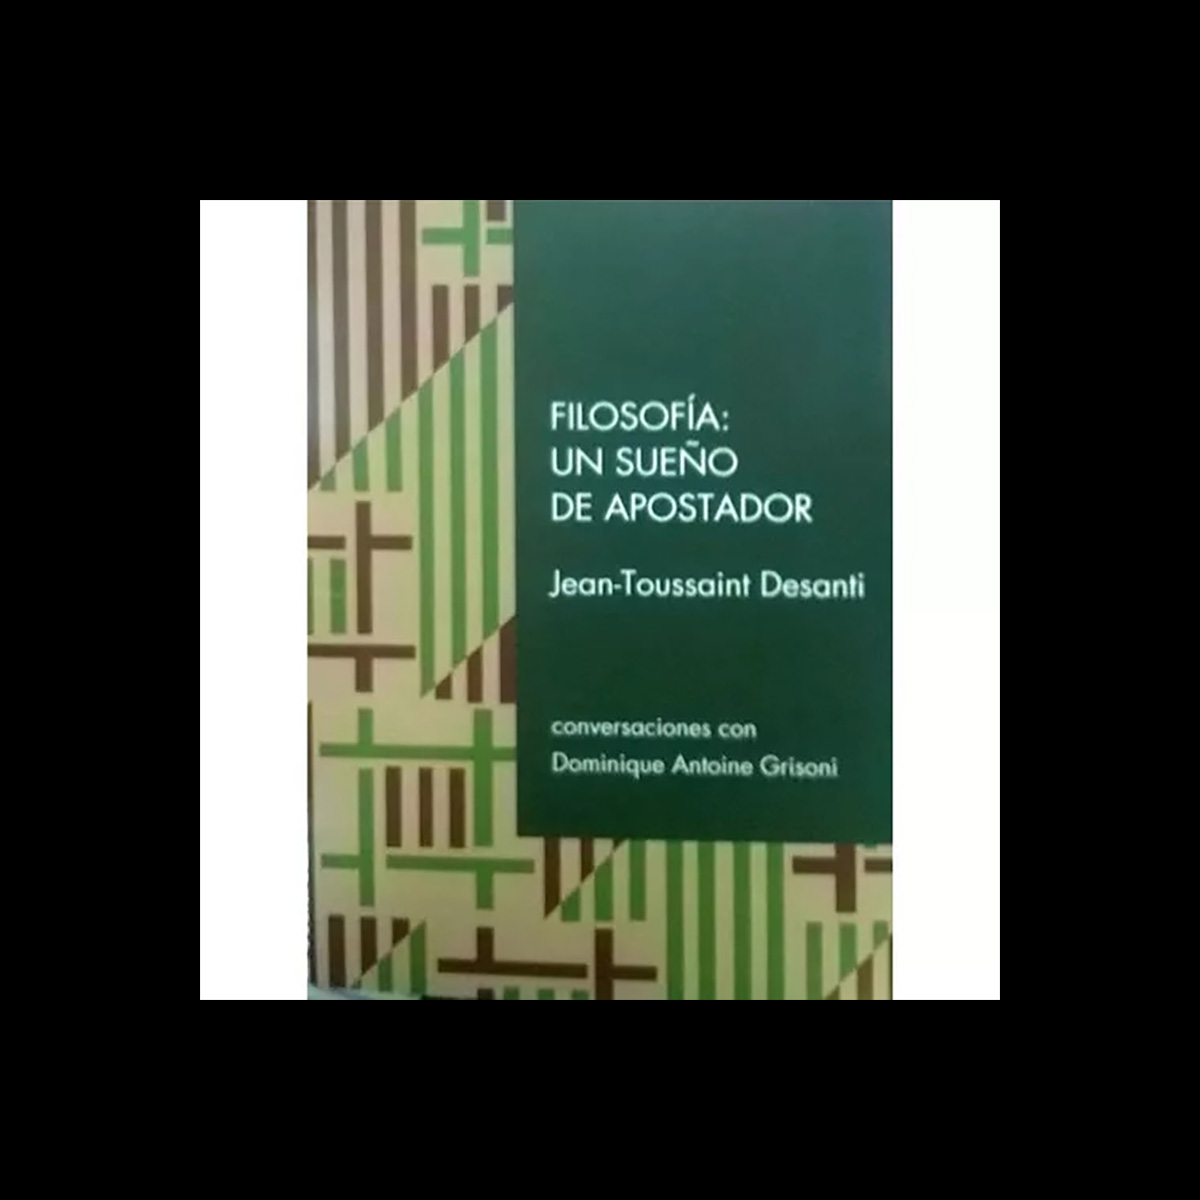 FILOSOFÍA:
UN SUEÑO
DE APOSTADOR
Jean-Toussaint Desanti
conversaciones con
Dominique Antoine Grisoni